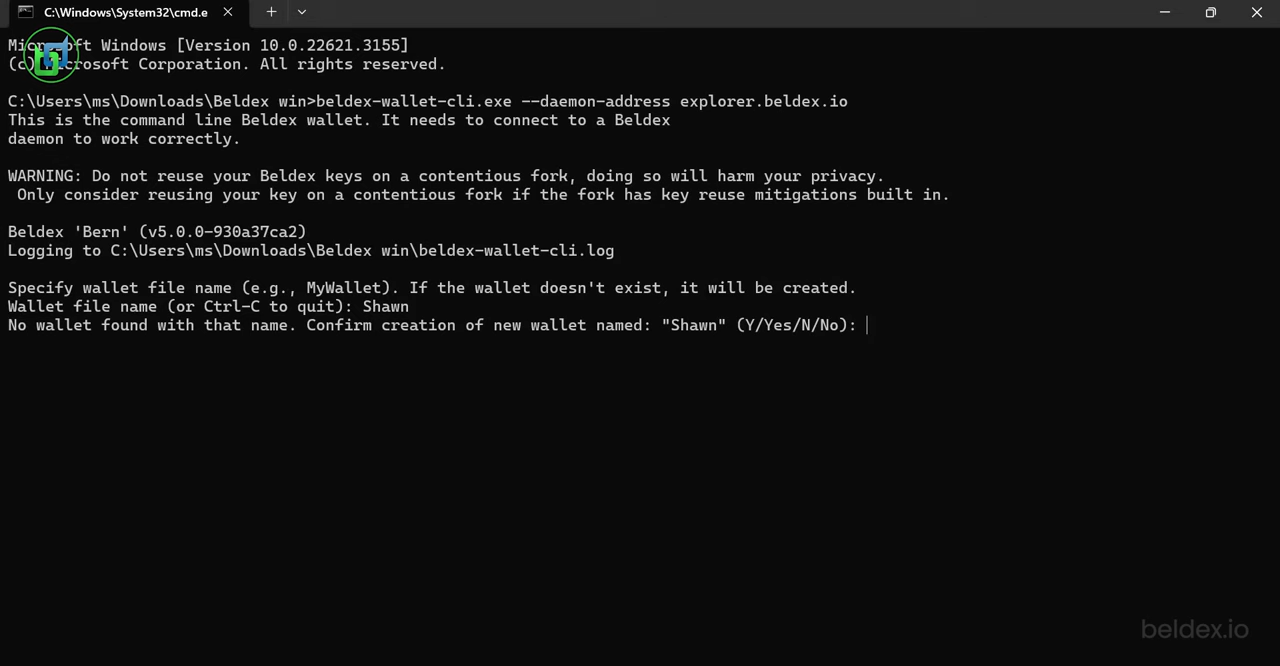 C:\Windows\System32\cmd.e
Microsoft Windows [Version 10.0.22621.3155]
(c) Microsoft Corporation. All rights reserved.
C:\Users\ms\Downloads\Beldex win>beldex-wallet-cli.exe --daemon-address explorer.beldex.io
This is the command line Beldex wallet. It needs to connect to a Beldex
daemon to work correctly.
WARNING: Do not reuse your Beldex keys on a contentious fork, doing so will harm your privacy.
Only consider reusing your key on a contentious fork if the fork has key reuse mitigations built in.
Beldex 'Bern' (v5.0.0-930a37ca2)
Logging to C:\Users\ms\Downloads\Beldex win\beldex-wallet-cli.log
Specify wallet file name (e.g., MyWallet). If the wallet doesn't exist, it will be created.
Wallet file name (or Ctrl-C to quit): Shawn
No wallet found with that name. Confirm creation of new wallet named: "Shawn" (Y/Yes/N/No):
beldex.io